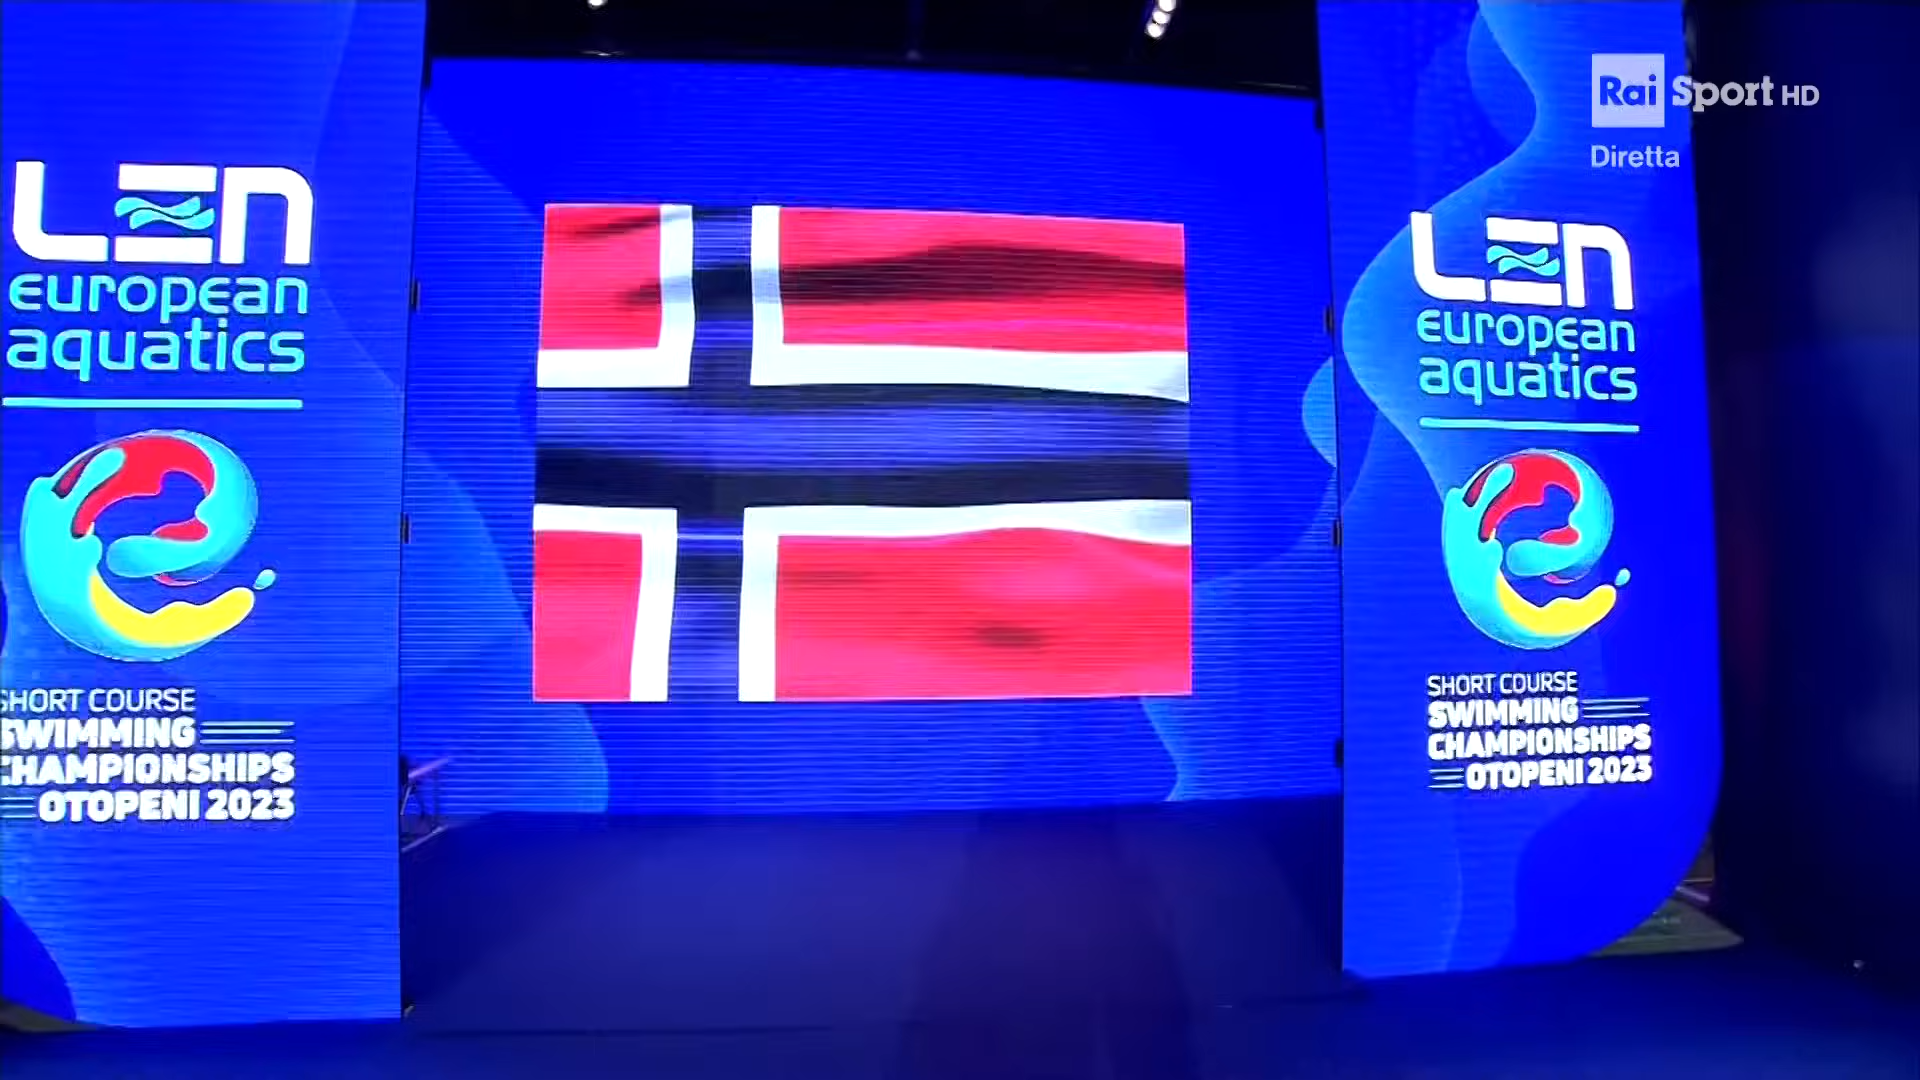 LEN
european
aquatics
SHORT COURSE
SWIMMING
CHAMPIONSHIPS
OTOPENI 2023
Rai Sport HD
Diretta
LEN
european
aquatics
SHORT COURSE
SWIMMING
CHAMPIONSHIPS
OTOPENI 2023